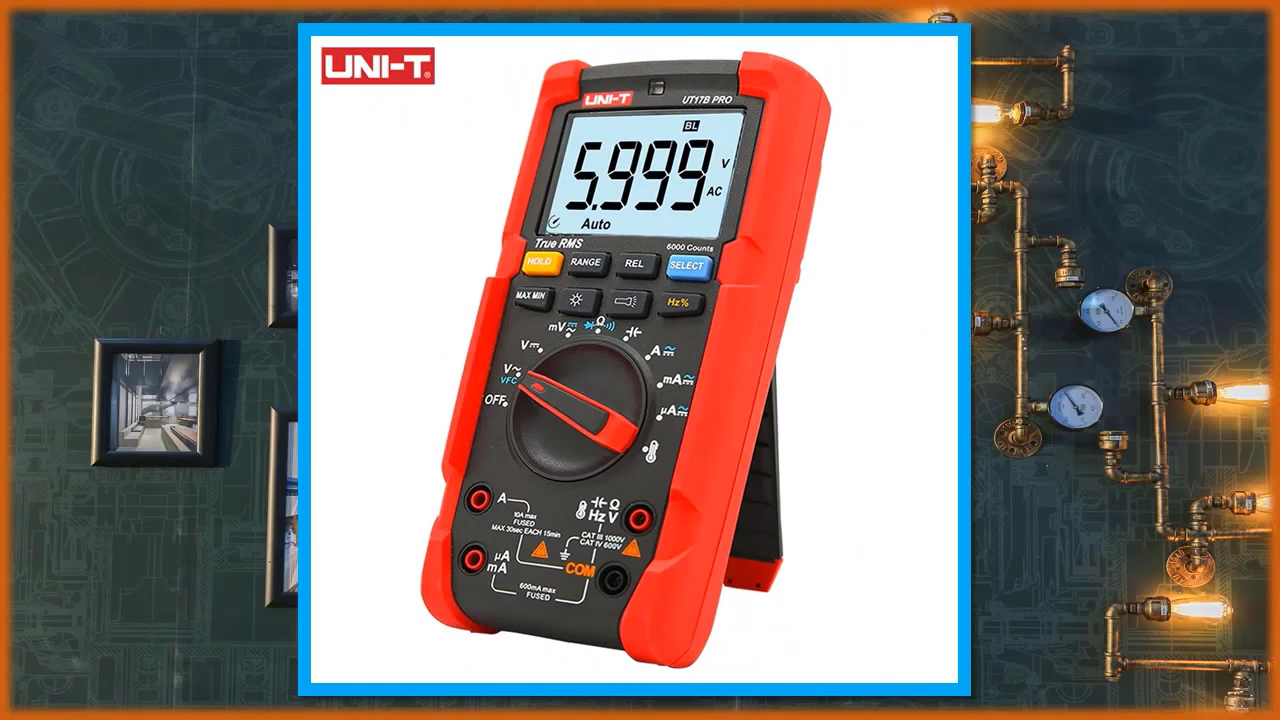 UNI-T®
UNI-T
UT17B PRO
BL
5.999
V
AC
Auto
True RMS
6000 Counts
HOLD
RANGE
REL
SELECT
MAX MIN
Hz%
mV
Ω
V
A
V~
VFC
mA
OFF
µA
A
10A max
FUSED
MAX 30sec EACH 15min
Ω
Hz V
CAT III 1000V
CAT IV 600V
µA
mA
COM
600mA max
FUSED